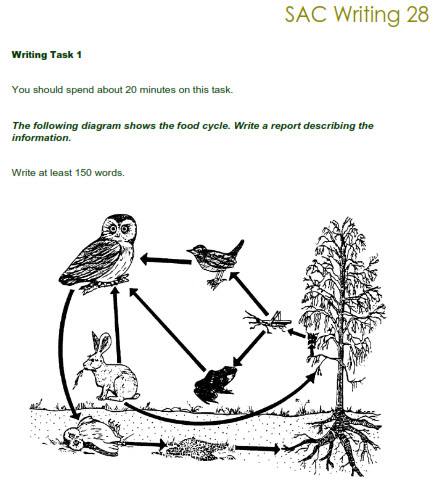 SAC Writing 28
Writing Task 1
You should spend about 20 minutes on this task.
The following diagram shows the food cycle. Write a report describing the
information.
Write at least 150 words.